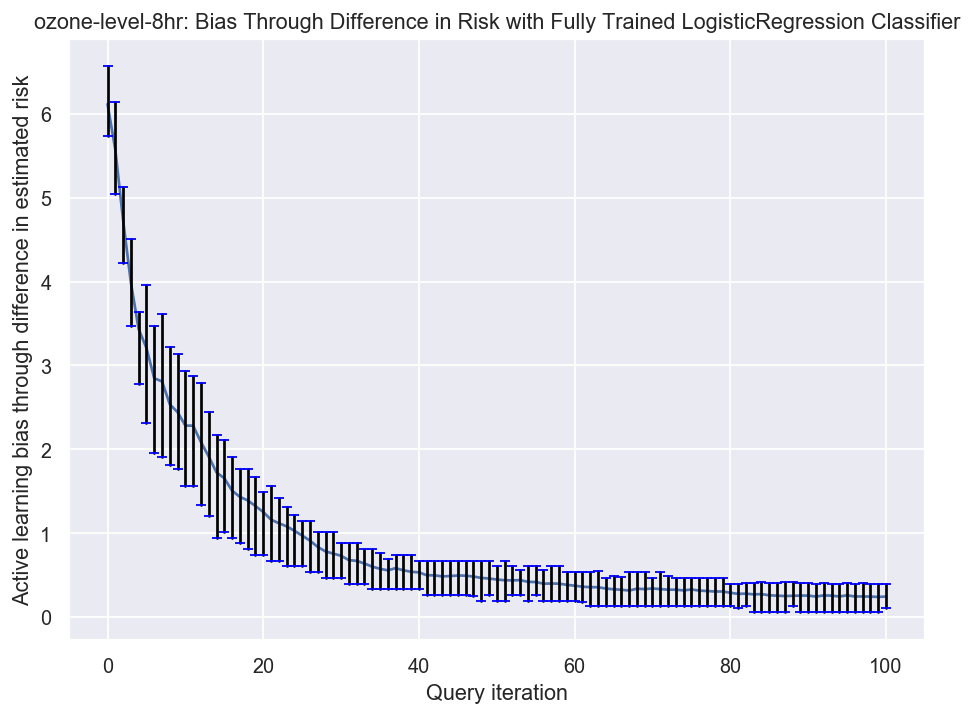 ozone-level-8hr: Bias Through Difference in Risk with Fully Trained LogisticRegression Classifier
Active learning bias through difference in estimated risk
6
5
4
3
2
1
0
0 20 40 60 80 100
Query iteration